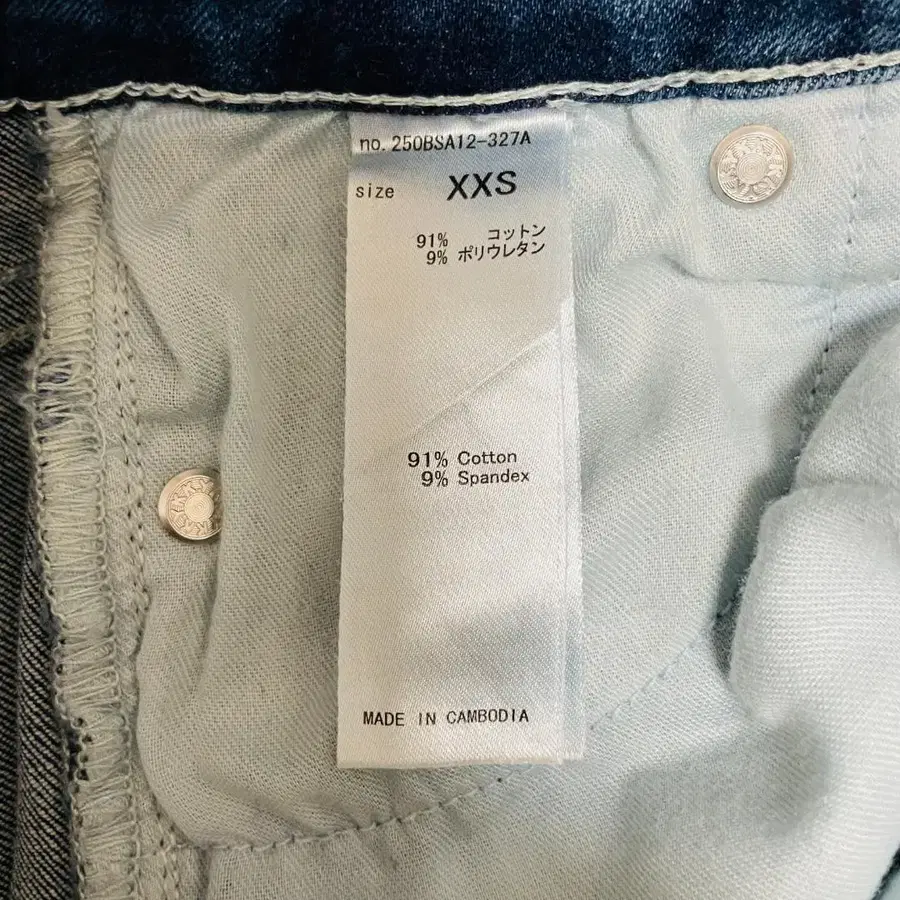 no. 250BSA12-327A
size XXS
91% コットン
9% ポリウレタン
91% Cotton
9% Spandex
MADE IN CAMBODIA